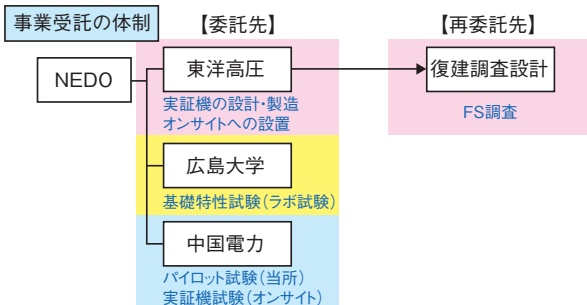 事業受託の体制
【委託先】
【再委託先】
NEDO
東洋高圧
復建調査設計
実証機の設計・製造
オンサイトへの設置
FS調査
広島大学
基礎特性試験(ラボ試験)
中国電力
パイロット試験(当所)
実証機試験(オンサイト)